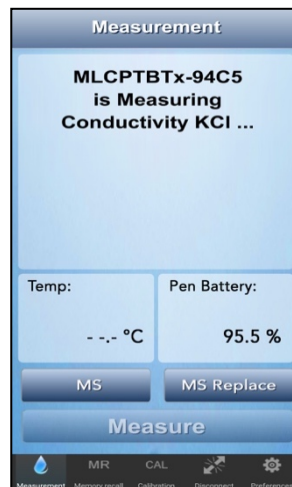 Measurement
MLCPTBTx-94C5
is Measuring
Conductivity KCl ...
Temp:
- -.- °C
Pen Battery:
95.5 %
MS
MS Replace
Measure
MR
CAL
Measurement
Memory recall
Calibration
Disconnect
Preferences